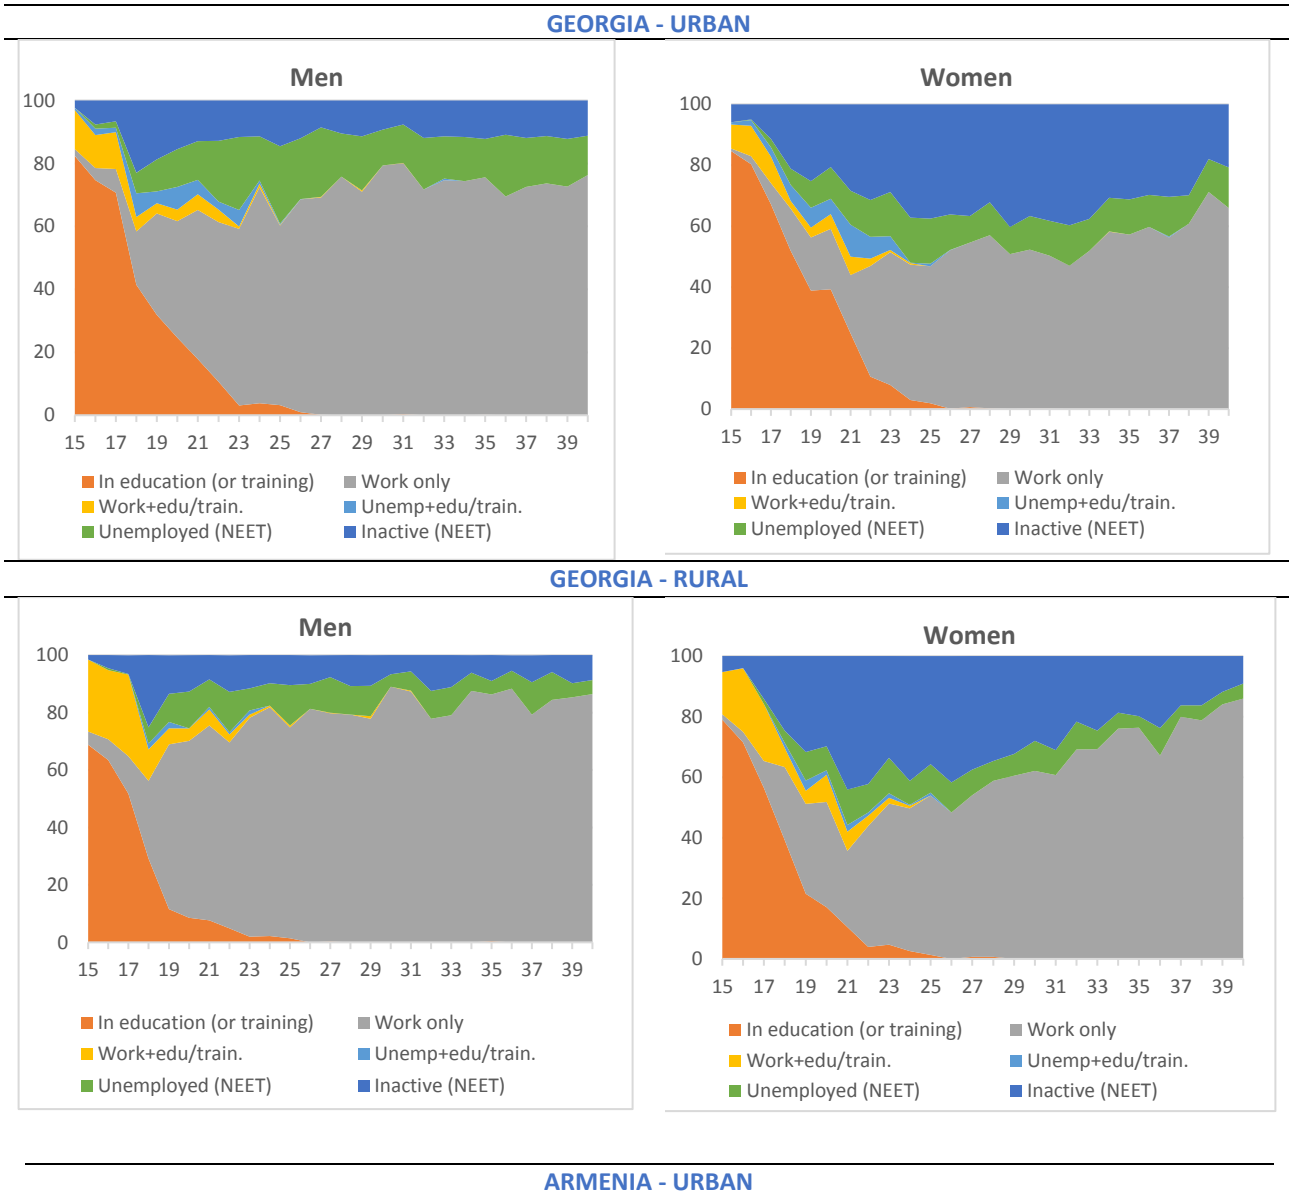 GEORGIA - URBAN
Men
100
80
60
40
20
0
15 17 19 21 23 25 27 29 31 33 35 37 39
In education (or training) Work only
Work+edu/train. Unemp+edu/train.
Unemployed (NEET) Inactive (NEET)
Women
100
80
60
40
20
0
15 17 19 21 23 25 27 29 31 33 35 37 39
In education (or training) Work only
Work+edu/train. Unemp+edu/train.
Unemployed (NEET) Inactive (NEET)
GEORGIA - RURAL
Men
100
80
60
40
20
0
15 17 19 21 23 25 27 29 31 33 35 37 39
In education (or training) Work only
Work+edu/train. Unemp+edu/train.
Unemployed (NEET) Inactive (NEET)
Women
100
80
60
40
20
0
15 17 19 21 23 25 27 29 31 33 35 37 39
In education (or training) Work only
Work+edu/train. Unemp+edu/train.
Unemployed (NEET) Inactive (NEET)
ARMENIA - URBAN